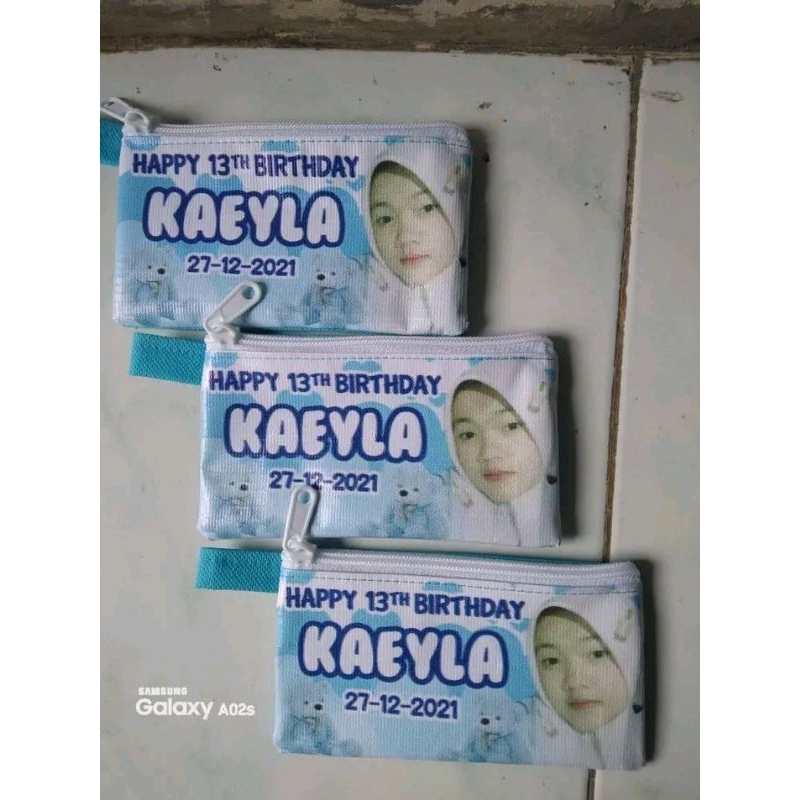 HAPPY 13TH BIRTHDAY
KAEYLA
27-12-2021
HAPPY 13TH BIRTHDAY
KAEYLA
27-12-2021
HAPPY 13TH BIRTHDAY
KAEYLA
27-12-2021
SAMSUNG
Galaxy A02s